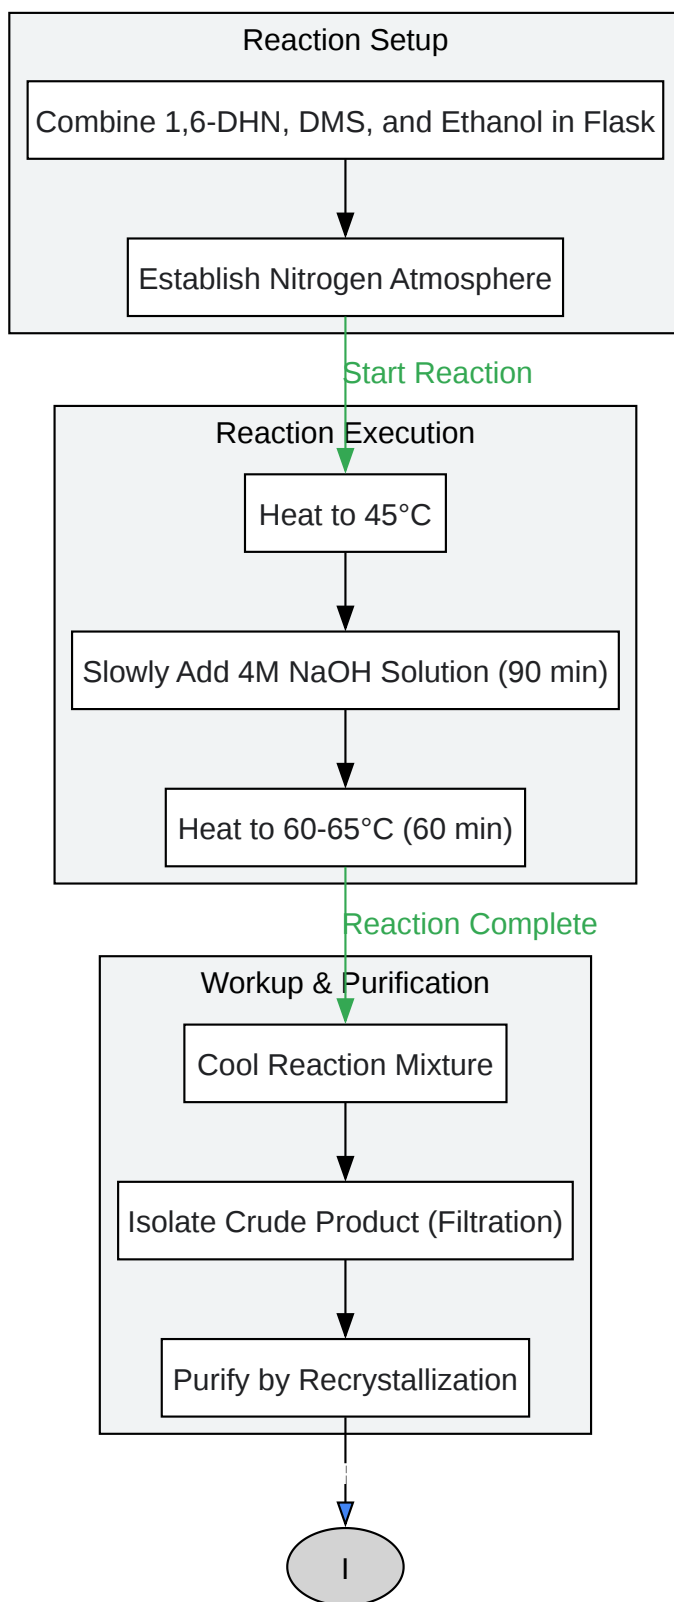 Reaction Setup
Combine 1,6-DHN, DMS, and Ethanol in Flask
Establish Nitrogen Atmosphere
Start Reaction
Reaction Execution
Heat to 45°C
Slowly Add 4M NaOH Solution (90 min)
Heat to 60-65°C (60 min)
Reaction Complete
Workup & Purification
Cool Reaction Mixture
Isolate Crude Product (Filtration)
Purify by Recrystallization
I